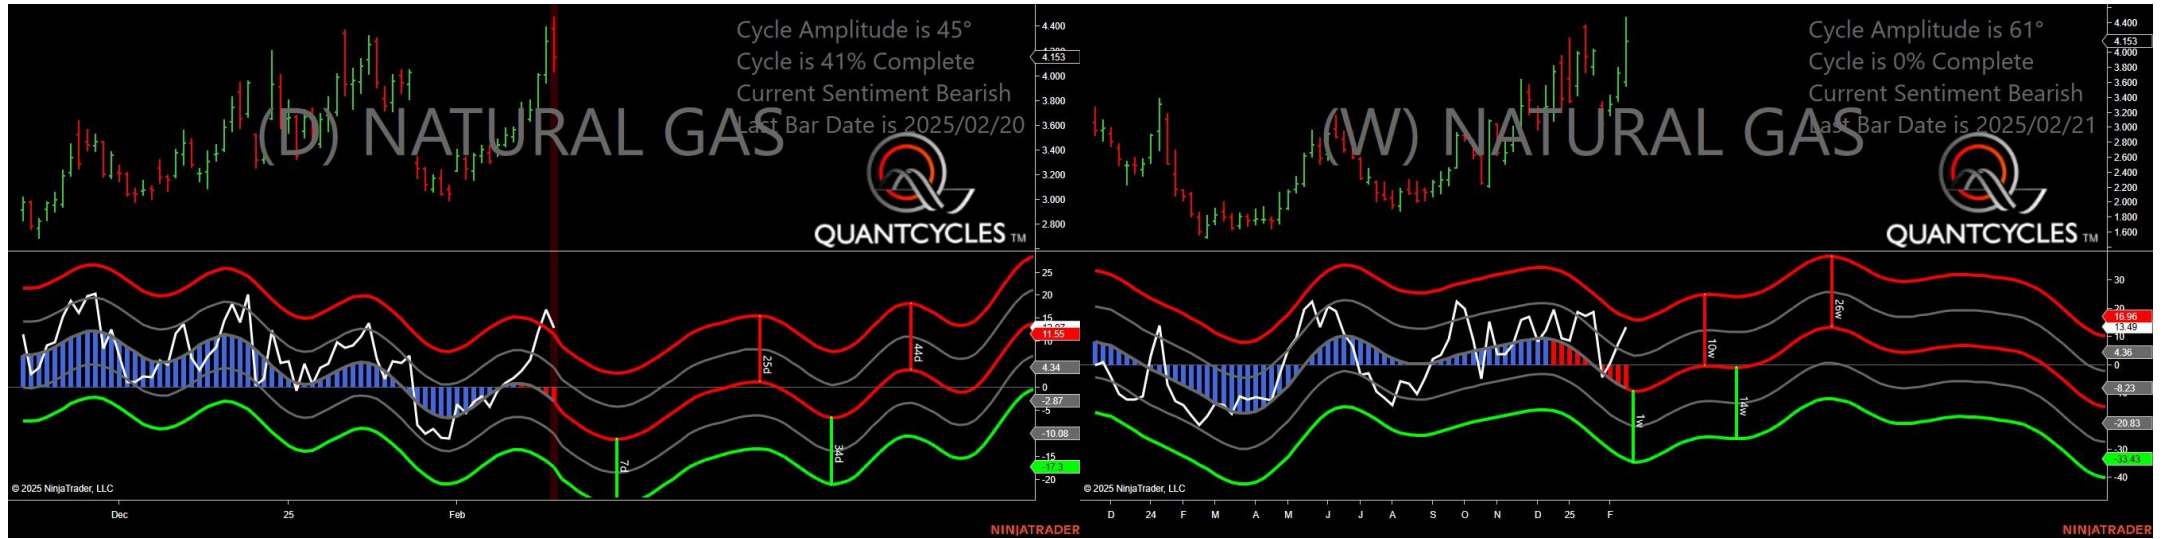 Cycle Amplitude is 45°
Cycle is 41% Complete
Current Sentiment Bearish
Last Bar Date is 2025/02/20
(D) NATURAL GAS
QUANTCYCLES TM
4.400
4.153
4.000
3.800
3.600
3.400
3.200
3.000
2.800
25
20
15
11.55
10
4.34
0
-2.87
-5
-10.08
-15
-17.3
-20
25d
44d
7d
34d
© 2025 NinjaTrader, LLC
Dec 25 Feb
NINJATRADER
Cycle Amplitude is 61°
Cycle is 0% Complete
Current Sentiment Bearish
Last Bar Date is 2025/02/21
(W) NATURAL GAS
QUANTCYCLES TM
4.400
4.153
4.000
3.800
3.600
3.400
3.200
3.000
2.800
2.600
2.400
2.200
2.000
1.800
1.600
30
20
16.96
13.49
10
4.36
0
-8.23
-20.83
-30
-33.43
-40
10w
26w
1w
14w
© 2025 NinjaTrader, LLC
D 24 F M A M J J A S O N D 25 F
NINJATRADER